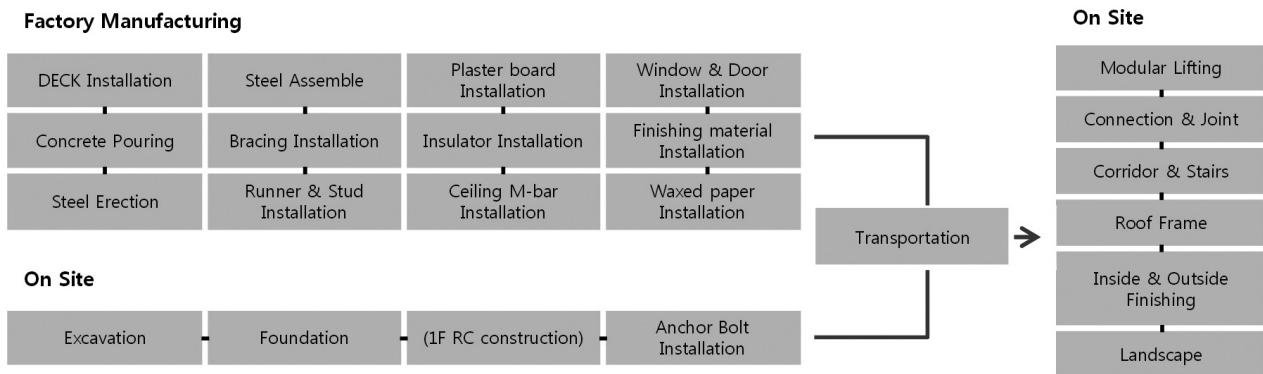 Factory Manufacturing
DECK Installation
Concrete Pouring
Steel Erection
Steel Assemble
Bracing Installation
Runner & Stud
Installation
Plaster board
Installation
Insulator Installation
Ceiling M-bar
Installation
Window & Door
Installation
Finishing material
Installation
Waxed paper
Installation
On Site
Excavation
Foundation
(1F RC construction)
Anchor Bolt
Installation
Transportation
On Site
Modular Lifting
Connection & Joint
Corridor & Stairs
Roof Frame
Inside & Outside
Finishing
Landscape